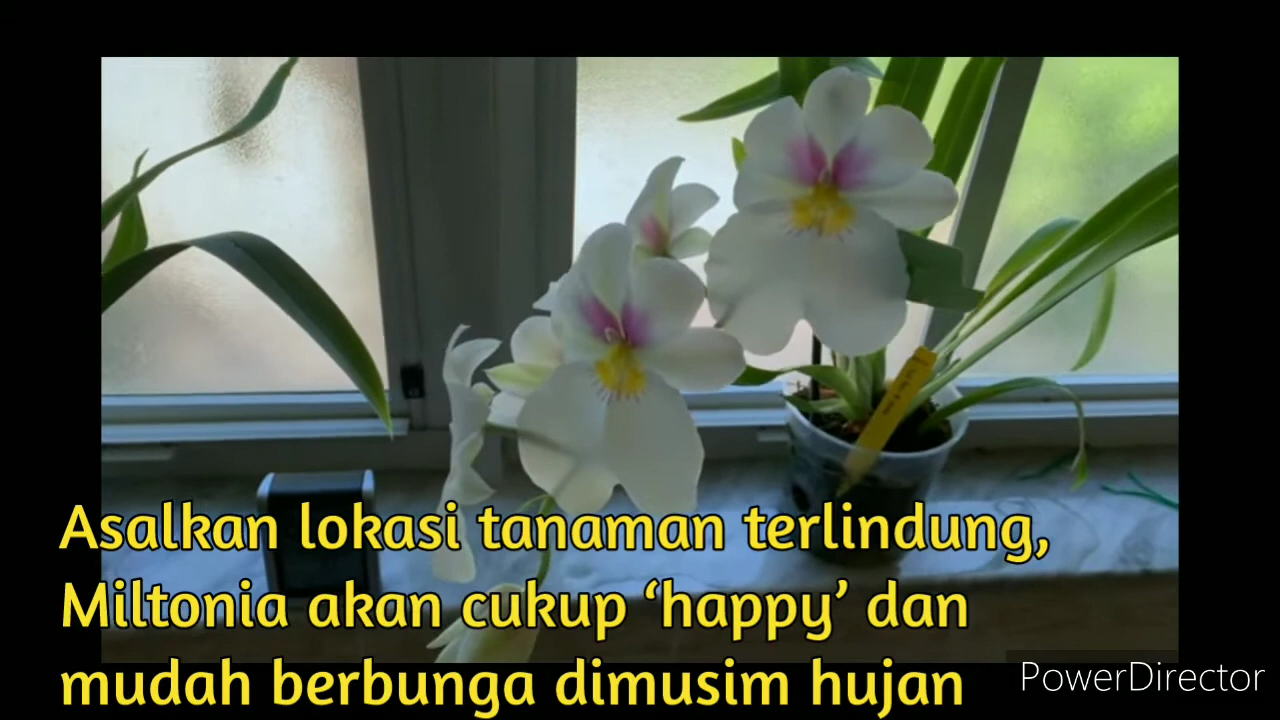 Asalkan lokasi tanaman terlindung,
Miltonia akan cukup ‘happy’ dan
mudah berbunga dimusim hujan
PowerDirector